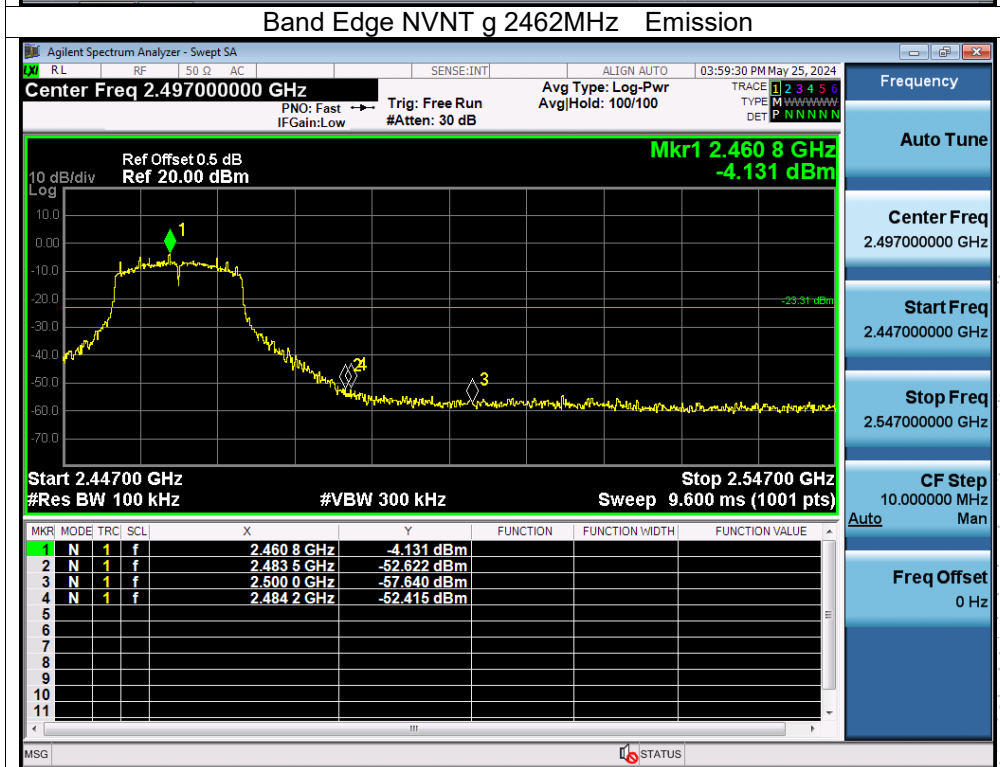 Band Edge NVNT g 2462MHz Emission
Agilent Spectrum Analyzer - Swept SA
LXI RL RF 50 Ω AC SENSE:INT ALIGN AUTO 03:59:30 PM May 25, 2024
Center Freq 2.497000000 GHz
PNO: Fast
IFGain:Low
Trig: Free Run
#Atten: 30 dB
Avg Type: Log-Pwr
Avg|Hold: 100/100
TRACE 1 2 3 4 5 6
TYPE M WWWWW
DET P N N N N N
Mkr1 2.460 8 GHz
-4.131 dBm
Ref Offset 0.5 dB
10 dB/div Ref 20.00 dBm
Log
10.0
0.00
-10.0
-20.0
-30.0
-40.0
-50.0
-60.0
-70.0
1
-23.31 dBm
2
4
3
Start 2.44700 GHz Stop 2.54700 GHz
#Res BW 100 kHz #VBW 300 kHz Sweep 9.600 ms (1001 pts)
MKR MODE TRC SCL X Y FUNCTION FUNCTION WIDTH FUNCTION VALUE
1 N 1 f 2.460 8 GHz -4.131 dBm
2 N 1 f 2.483 5 GHz -52.622 dBm
3 N 1 f 2.500 0 GHz -57.640 dBm
4 N 1 f 2.484 2 GHz -52.415 dBm
5
6
7
8
9
10
11
MSG STATUS
Frequency
Auto Tune
Center Freq
2.497000000 GHz
Start Freq
2.447000000 GHz
Stop Freq
2.547000000 GHz
CF Step
10.000000 MHz
Auto Man
Freq Offset
0 Hz